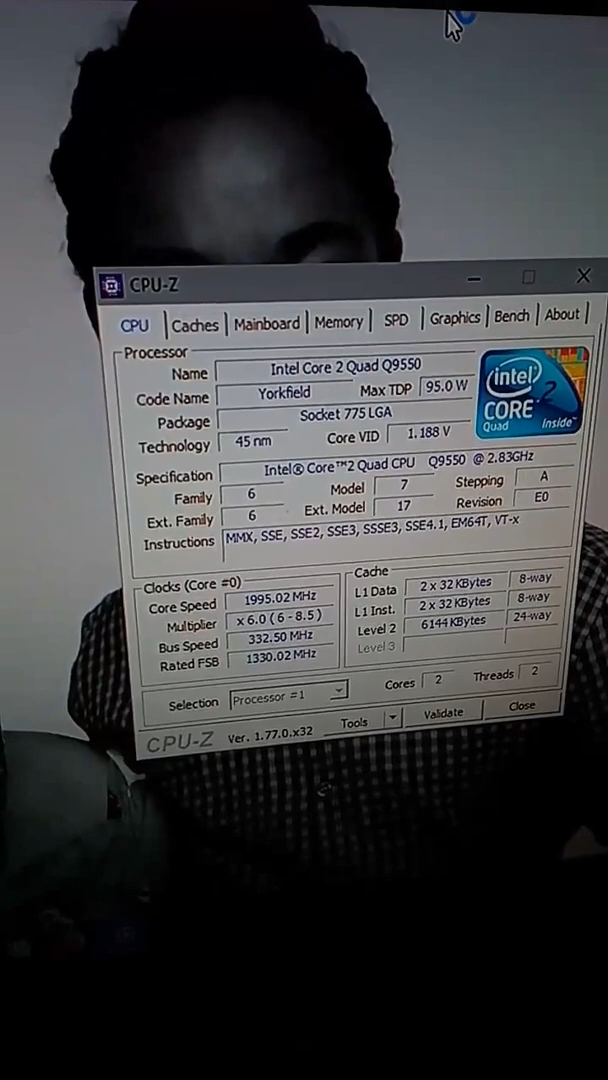 CPU-Z
CPU Caches Mainboard Memory SPD Graphics Bench About
Processor
Name Intel Core 2 Quad Q9550
Code Name Yorkfield Max TDP 95.0 W
Package Socket 775 LGA
Technology 45 nm Core VID 1.188 V
intel CORE 2 Quad inside™
Specification Intel® Core™2 Quad CPU Q9550 @ 2.83GHz
Family 6 Model 7 Stepping A
Ext. Family 6 Ext. Model 17 Revision E0
Instructions MMX, SSE, SSE2, SSE3, SSSE3, SSE4.1, EM64T, VT-x
Clocks (Core #0)
Core Speed 1995.02 MHz
Multiplier x 6.0 ( 6 - 8.5 )
Bus Speed 332.50 MHz
Rated FSB 1330.02 MHz
Cache
L1 Data 2 x 32 KBytes 8-way
L1 Inst. 2 x 32 KBytes 8-way
Level 2 6144 KBytes 24-way
Level 3
Selection Processor #1 Cores 2 Threads 2
CPU-Z Ver. 1.77.0.x32 Tools Validate Close